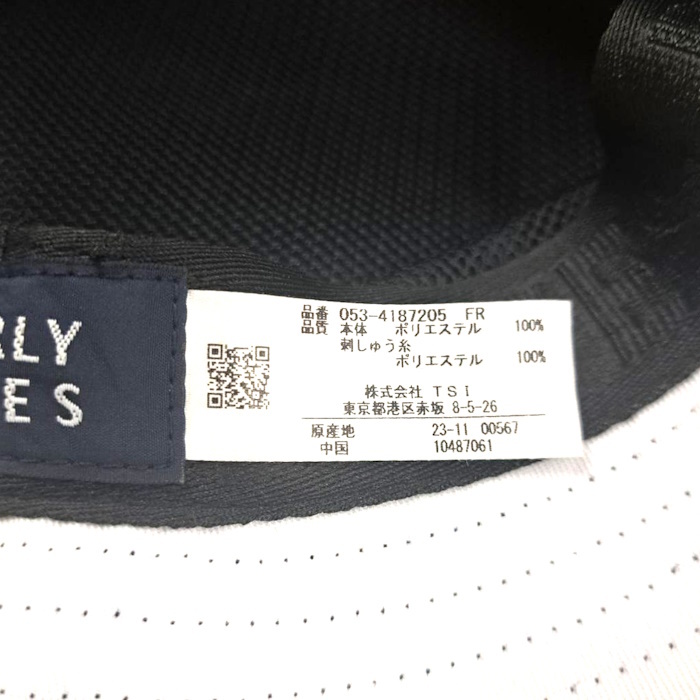 RLY
ES
品番 053-4187205 FR
品質 本体 ポリエステル 100%
刺しゅう糸
ポリエステル 100%
株式会社 TSI
東京都港区赤坂 8-5-26
原産地 23-11 00567
中国 10487061